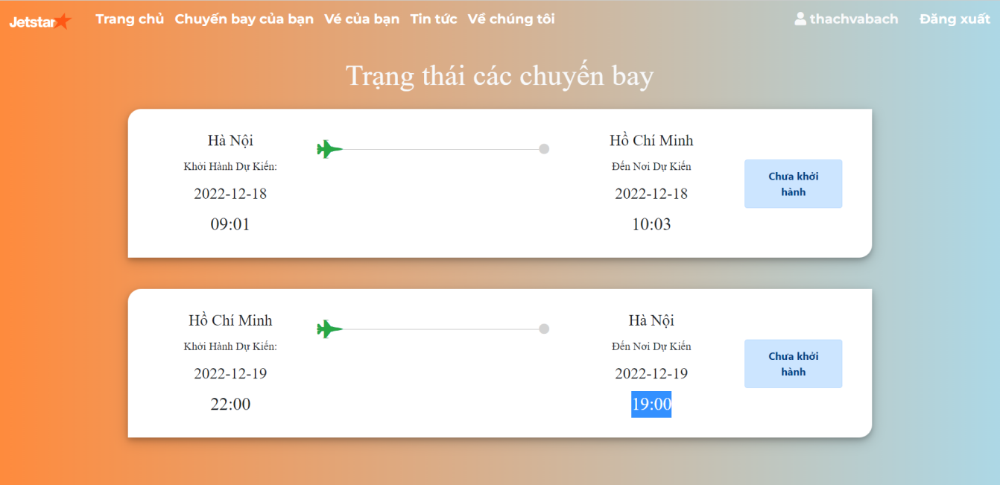 Jetstar Trang chủ Chuyến bay của bạn Vé của bạn Tin tức Về chúng tôi thachvabach Đăng xuất
Trạng thái các chuyến bay
Hà Nội
Khởi Hành Dự Kiến:
2022-12-18
09:01
Hồ Chí Minh
Đến Nơi Dự Kiến
2022-12-18
10:03
Chưa khởi
hành
Hồ Chí Minh
Khởi Hành Dự Kiến:
2022-12-19
22:00
Hà Nội
Đến Nơi Dự Kiến
2022-12-19
19:00
Chưa khởi
hành